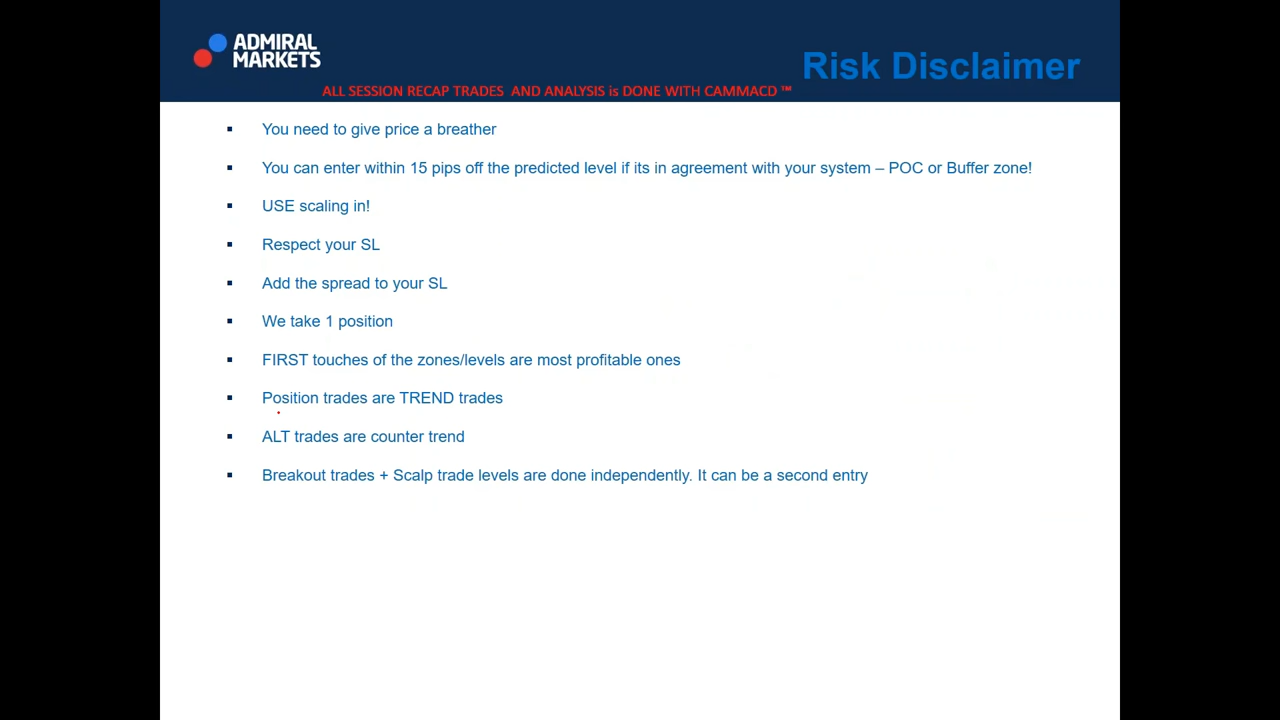 ADMIRAL
MARKETS
Risk Disclaimer
ALL SESSION RECAP TRADES AND ANALYSIS is DONE WITH CAMMACD ™
▪ You need to give price a breather
▪ You can enter within 15 pips off the predicted level if its in agreement with your system – POC or Buffer zone!
▪ USE scaling in!
▪ Respect your SL
▪ Add the spread to your SL
▪ We take 1 position
▪ FIRST touches of the zones/levels are most profitable ones
▪ Position trades are TREND trades
▪ ALT trades are counter trend
▪ Breakout trades + Scalp trade levels are done independently. It can be a second entry